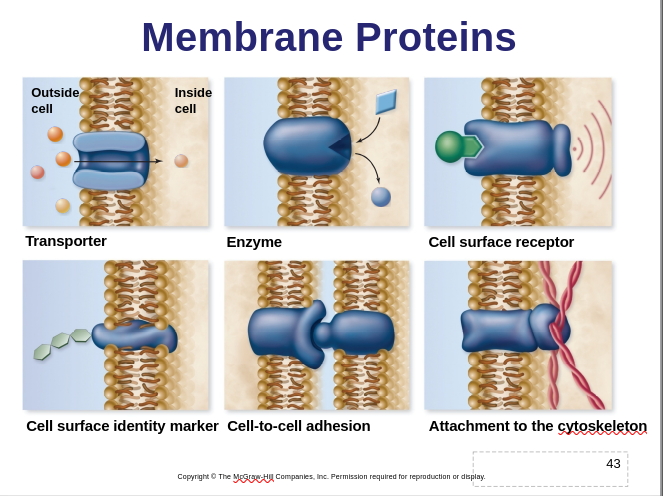 Membrane Proteins
Outside
cell
Inside
cell
Transporter
Enzyme
Cell surface receptor
Cell surface identity marker
Cell-to-cell adhesion
Attachment to the cytoskeleton
43
Copyright © The McGraw-Hill Companies, Inc. Permission required for reproduction or display.